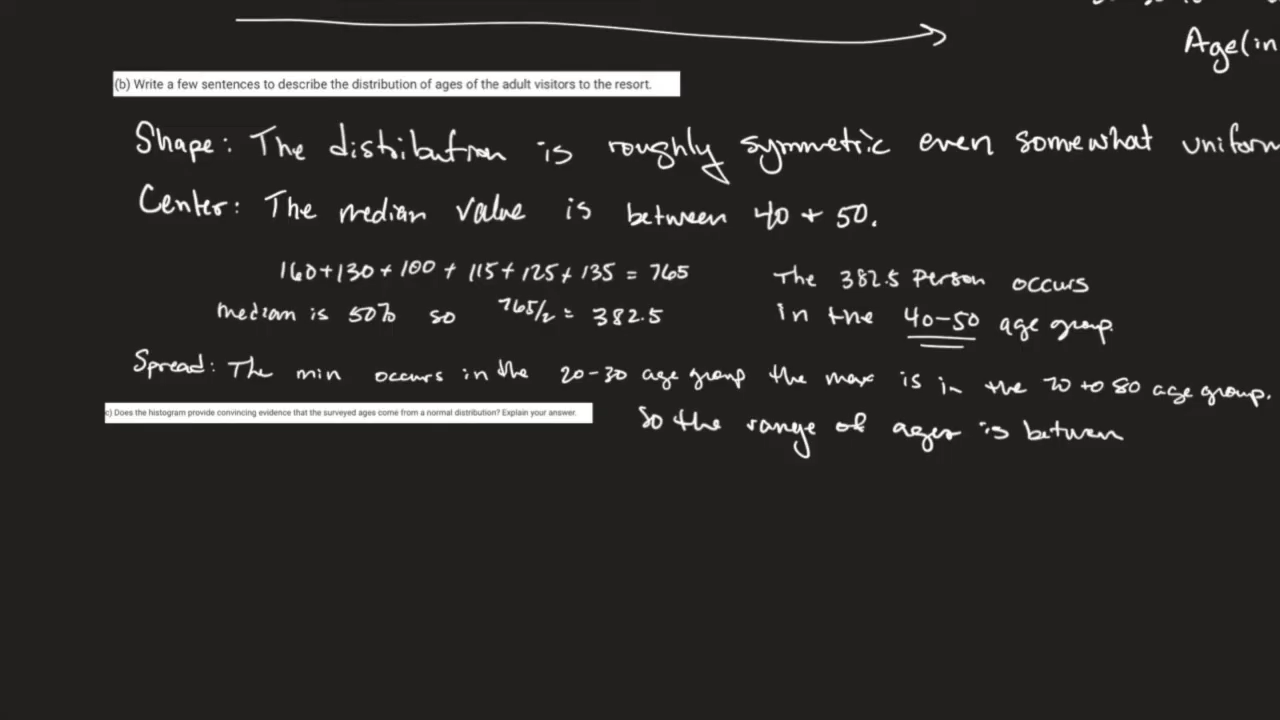 Age(in
(b) Write a few sentences to describe the distribution of ages of the adult visitors to the resort.
Shape: The distribution is roughly symmetric even somewhat uniform
Center: The median value is between 40 + 50.
160+130+100+115+125+135 = 765
The 382.5 person occurs
median is 50% so 765/2 = 382.5
in the 40-50 age group.
Spread: The min occurs in the 20-30 age group the max is in the 70 to 80 age group.
c) Does the histogram provide convincing evidence that the surveyed ages come from a normal distribution? Explain your answer.
So the range of ages is between